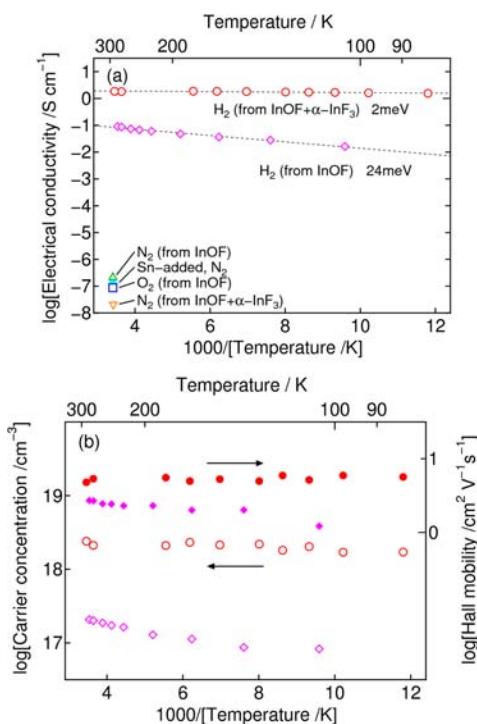 Temperature / K
300 200 100 90
(a)
H₂ (from InOF+α−InF₃) 2meV
H₂ (from InOF) 24meV
N₂ (from InOF)
Sn−added, N₂
O₂ (from InOF)
N₂ (from InOF+α−InF₃)
log[Electrical conductivity /S cm⁻¹]
2
1
0
−1
−2
−3
−4
−5
−6
−7
−8
4 6 8 10 12
1000/[Temperature /K]
Temperature / K
300 200 100 90
(b)
log[Carrier concentration /cm⁻³]
19
18
17
1
0
log[Hall mobility /cm² V⁻¹s⁻¹]
4 6 8 10 12
1000/[Temperature /K]